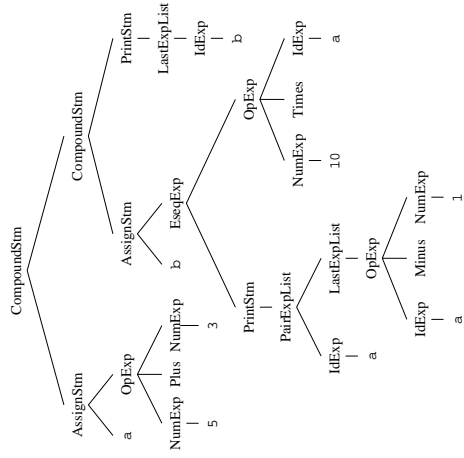 CompoundStm
AssignStm CompoundStm
a OpExp AssignStm PrintStm
LastExpList
NumExp Plus NumExp b EseqExp
IdExp
5 3 b
PrintStm OpExp
PairExpList
NumExp Times IdExp
IdExp LastExpList 10 a
a OpExp
IdExp Minus NumExp
a 1